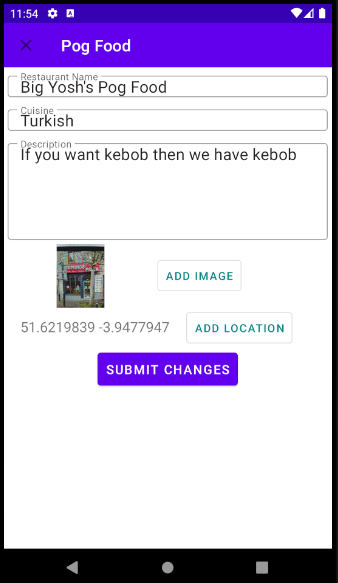 11:54
Pog Food
Restaurant Name
Big Yosh's Pog Food
Cuisine
Turkish
Description
If you want kebob then we have kebob
ADD IMAGE
51.6219839 -3.9477947
ADD LOCATION
SUBMIT CHANGES